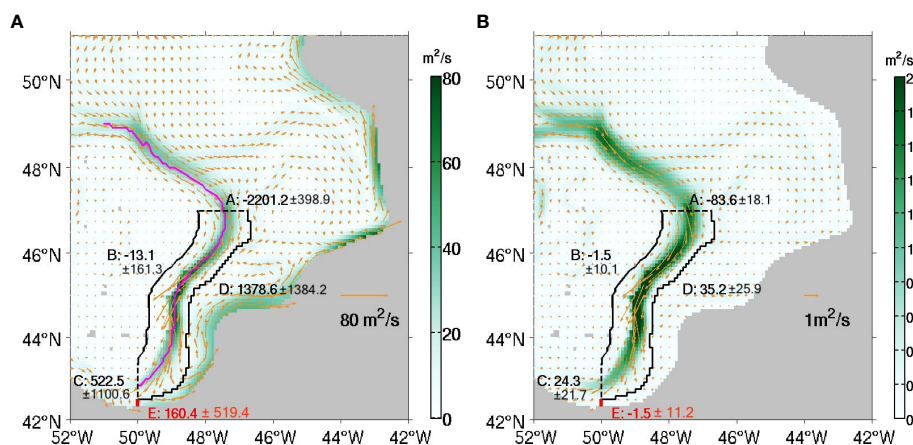 A
B
m²/s
m²/s
50°N
48°N
46°N
44°N
42°N
52°W 50°W 48°W 46°W 44°W 42°W
80
60
40
20
0
A: -2201.2±398.9
B: -13.1
±161.3
D: 1378.6±1384.2
80 m²/s
C: 522.5
±1100.6
E: 160.4 ± 519.4
50°N
48°N
46°N
44°N
42°N
52°W 50°W 48°W 46°W 44°W 42°W
A: -83.6±18.1
B: -1.5
±10.1
D: 35.2±25.9
1m²/s
C: 24.3
±21.7
E: -1.5 ± 11.2